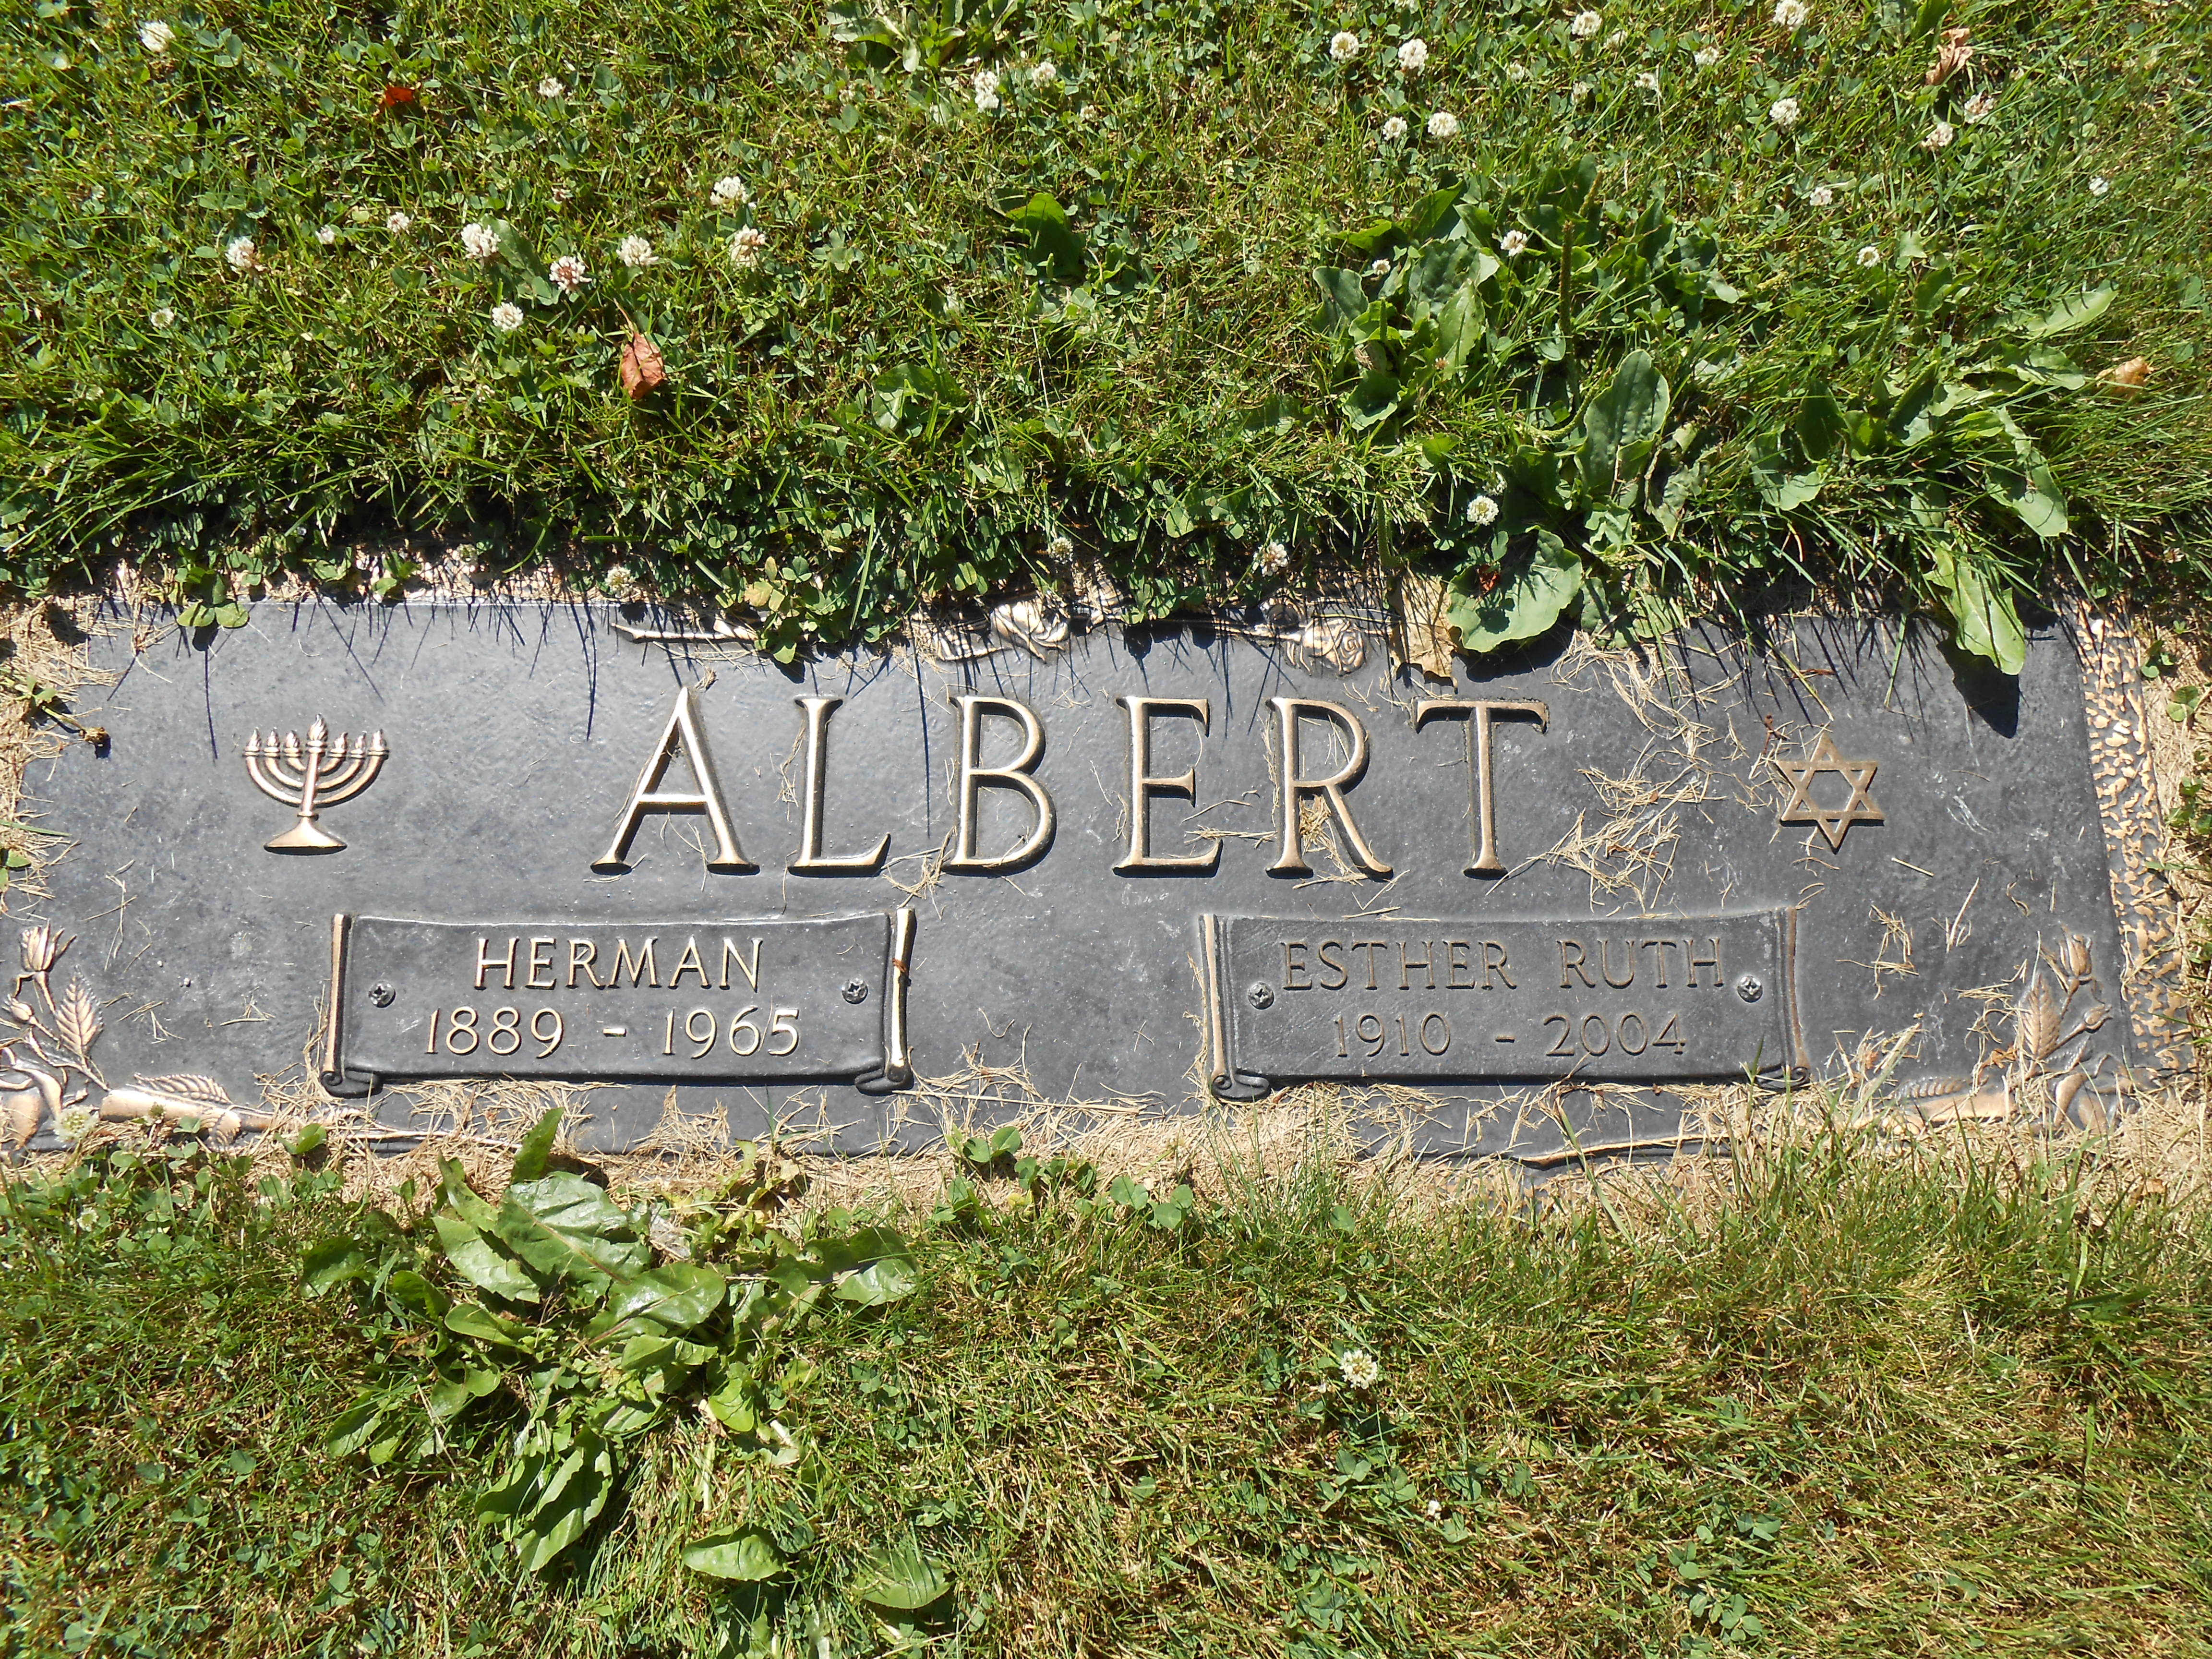 ALBERT
HERMAN
1889 - 1965
ESTHER RUTH
1910 - 2004